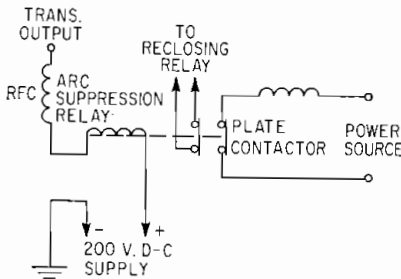 TRANS.
OUTPUT
TO
RECLOSING
RELAY
RFC
ARC
SUPPRESSION
RELAY
PLATE
CONTACTOR
POWER
SOURCE
- +
200 V. D-C
SUPPLY